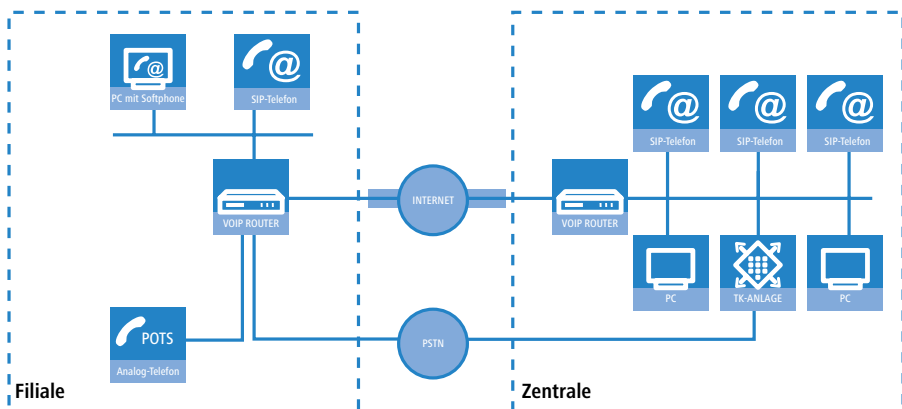 PC mit Softphone
@
SIP-Telefon
@
SIP-Telefon
@
SIP-Telefon
@
SIP-Telefon
@
VOIP ROUTER
INTERNET
VOIP ROUTER
PC
TK-ANLAGE
PC
POTS
Analog-Telefon
PSTN
Filiale
Zentrale